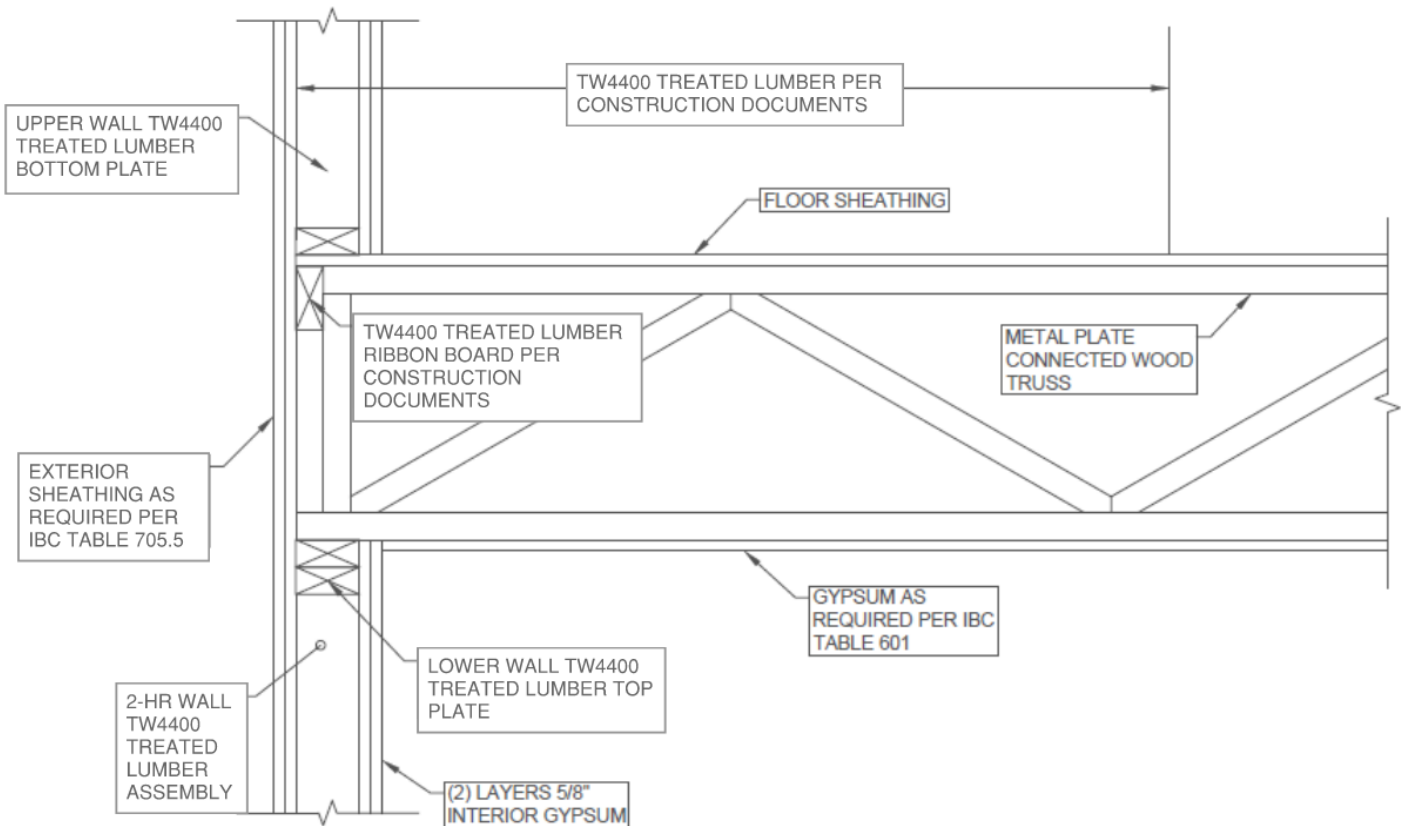 TW4400 TREATED LUMBER PER
CONSTRUCTION DOCUMENTS
UPPER WALL TW4400
TREATED LUMBER
BOTTOM PLATE
FLOOR SHEATHING
TW4400 TREATED LUMBER
RIBBON BOARD PER
CONSTRUCTION
DOCUMENTS
METAL PLATE
CONNECTED WOOD
TRUSS
EXTERIOR
SHEATHING AS
REQUIRED PER
IBC TABLE 705.5
GYPSUM AS
REQUIRED PER IBC
TABLE 601
LOWER WALL TW4400
TREATED LUMBER TOP
PLATE
2-HR WALL
TW4400
TREATED
LUMBER
ASSEMBLY
(2) LAYERS 5/8"
INTERIOR GYPSUM